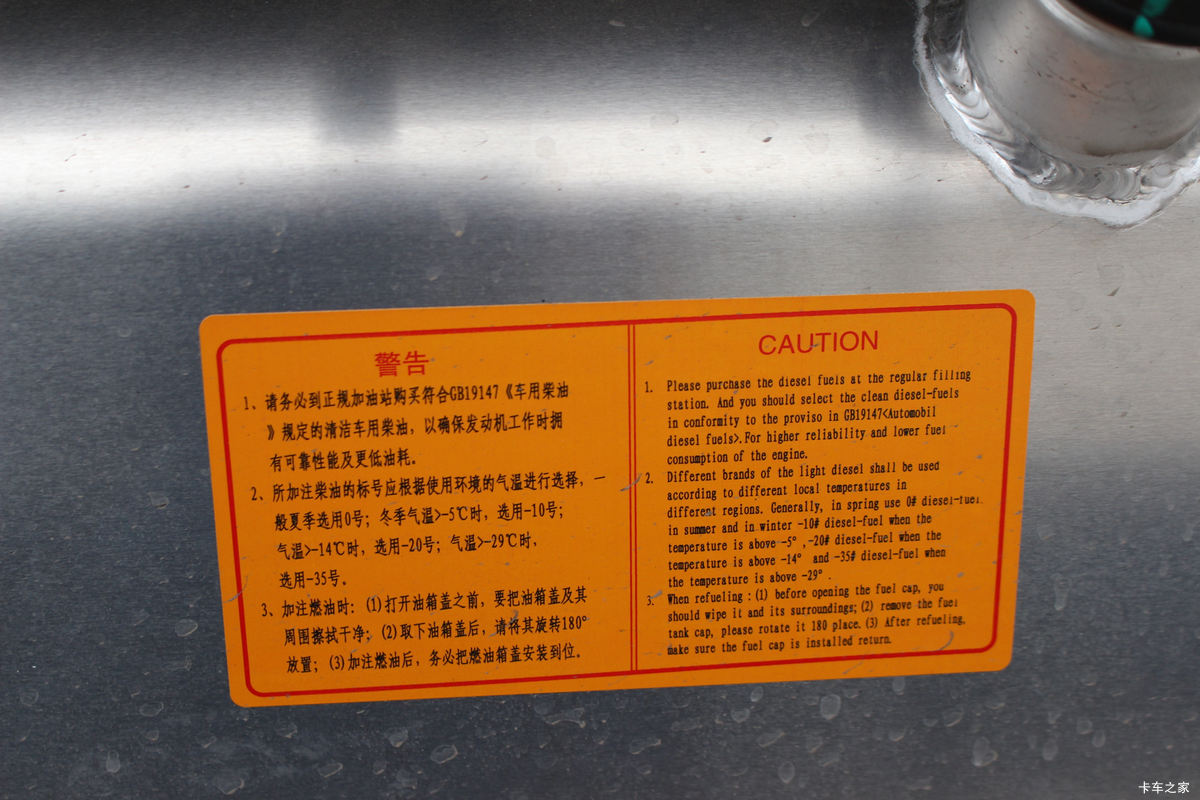 警告
1、请务必到正规加油站购买符合GB19147《车用柴油
》规定的清洁车用柴油，以确保发动机工作时拥
有可靠性能及更低油耗。
2、所加注柴油的标号应根据使用环境的气温进行选择，一
般夏季选用0号；冬季气温>-5℃时，选用-10号；
气温>-14℃时，选用-20号；气温>-29℃时，
选用-35号。
3、加注燃油时：(1)打开油箱盖之前，要把油箱盖及其
周围擦拭干净；(2)取下油箱盖后，请将其旋转180°
放置；(3)加注燃油后，务必把燃油箱盖安装到位。
CAUTION
1. Please purchase the diesel fuels at the regular filling
station. And you should select the clean diesel-fuels
in conformity to the proviso in GB19147<Automobil
diesel fuels>.For higher reliability and lower fuel
consumption of the engine.
2. Different brands of the light diesel shall be used
according to different local temperatures in
different regions. Generally, in spring use 0# diesel-fuel
in summer and in winter -10# diesel-fuel when the
temperature is above -5° ,-20# diesel-fuel when the
temperature is above -14° and -35# diesel-fuel when
the temperature is above -29° .
3. When refueling：(1) before opening the fuel cap, you
should wipe it and its surroundings；(2) remove the fuel
tank cap, please rotate it 180 place. (3) After refueling,
make sure the fuel cap is installed return.
卡车之家